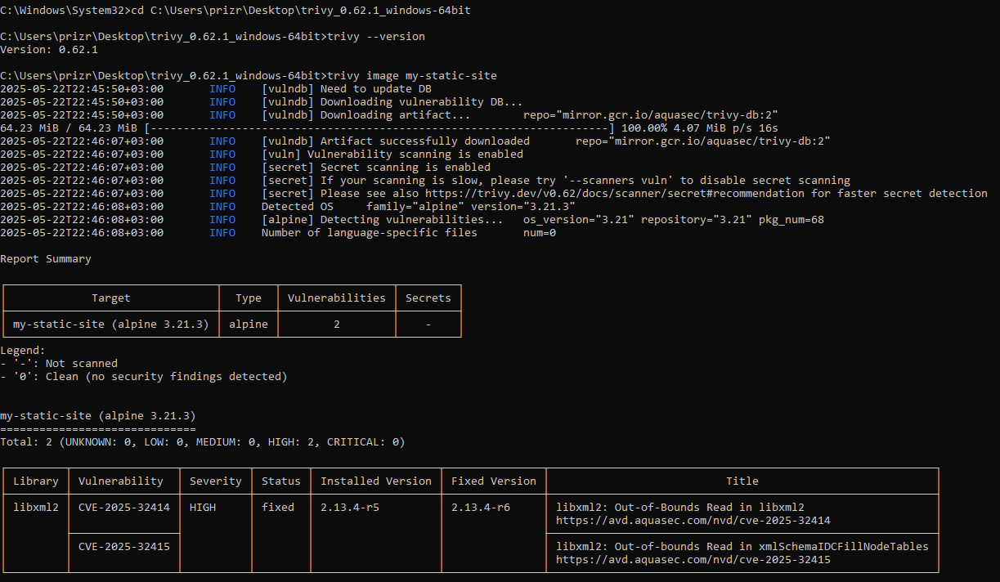 C:\Windows\System32>cd C:\Users\prizr\Desktop\trivy_0.62.1_windows-64bit
C:\Users\prizr\Desktop\trivy_0.62.1_windows-64bit>trivy --version
Version: 0.62.1
C:\Users\prizr\Desktop\trivy_0.62.1_windows-64bit>trivy image my-static-site
2025-05-22T22:45:50+03:00 INFO [vulndb] Need to update DB
2025-05-22T22:45:50+03:00 INFO [vulndb] Downloading vulnerability DB...
2025-05-22T22:45:50+03:00 INFO [vulndb] Downloading artifact... repo="mirror.gcr.io/aquasec/trivy-db:2"
64.23 MiB / 64.23 MiB [----------------------------------------------------------------------] 100.00% 4.07 MiB p/s 16s
2025-05-22T22:46:07+03:00 INFO [vulndb] Artifact successfully downloaded repo="mirror.gcr.io/aquasec/trivy-db:2"
2025-05-22T22:46:07+03:00 INFO [vuln] Vulnerability scanning is enabled
2025-05-22T22:46:07+03:00 INFO [secret] Secret scanning is enabled
2025-05-22T22:46:07+03:00 INFO [secret] If your scanning is slow, please try '--scanners vuln' to disable secret scanning
2025-05-22T22:46:07+03:00 INFO [secret] Please see also https://trivy.dev/v0.62/docs/scanner/secret#recommendation for faster secret detection
2025-05-22T22:46:08+03:00 INFO Detected OS family="alpine" version="3.21.3"
2025-05-22T22:46:08+03:00 INFO [alpine] Detecting vulnerabilities... os_version="3.21" repository="3.21" pkg_num=68
2025-05-22T22:46:08+03:00 INFO Number of language-specific files num=0
Report Summary
Target Type Vulnerabilities Secrets
my-static-site (alpine 3.21.3) alpine 2 -
Legend:
- '-': Not scanned
- '0': Clean (no security findings detected)
my-static-site (alpine 3.21.3)
==============================
Total: 2 (UNKNOWN: 0, LOW: 0, MEDIUM: 0, HIGH: 2, CRITICAL: 0)
Library Vulnerability Severity Status Installed Version Fixed Version Title
libxml2 CVE-2025-32414 HIGH fixed 2.13.4-r5 2.13.4-r6 libxml2: Out-of-Bounds Read in libxml2
https://avd.aquasec.com/nvd/cve-2025-32414
CVE-2025-32415 libxml2: Out-of-bounds Read in xmlSchemaIDCFillNodeTables
https://avd.aquasec.com/nvd/cve-2025-32415